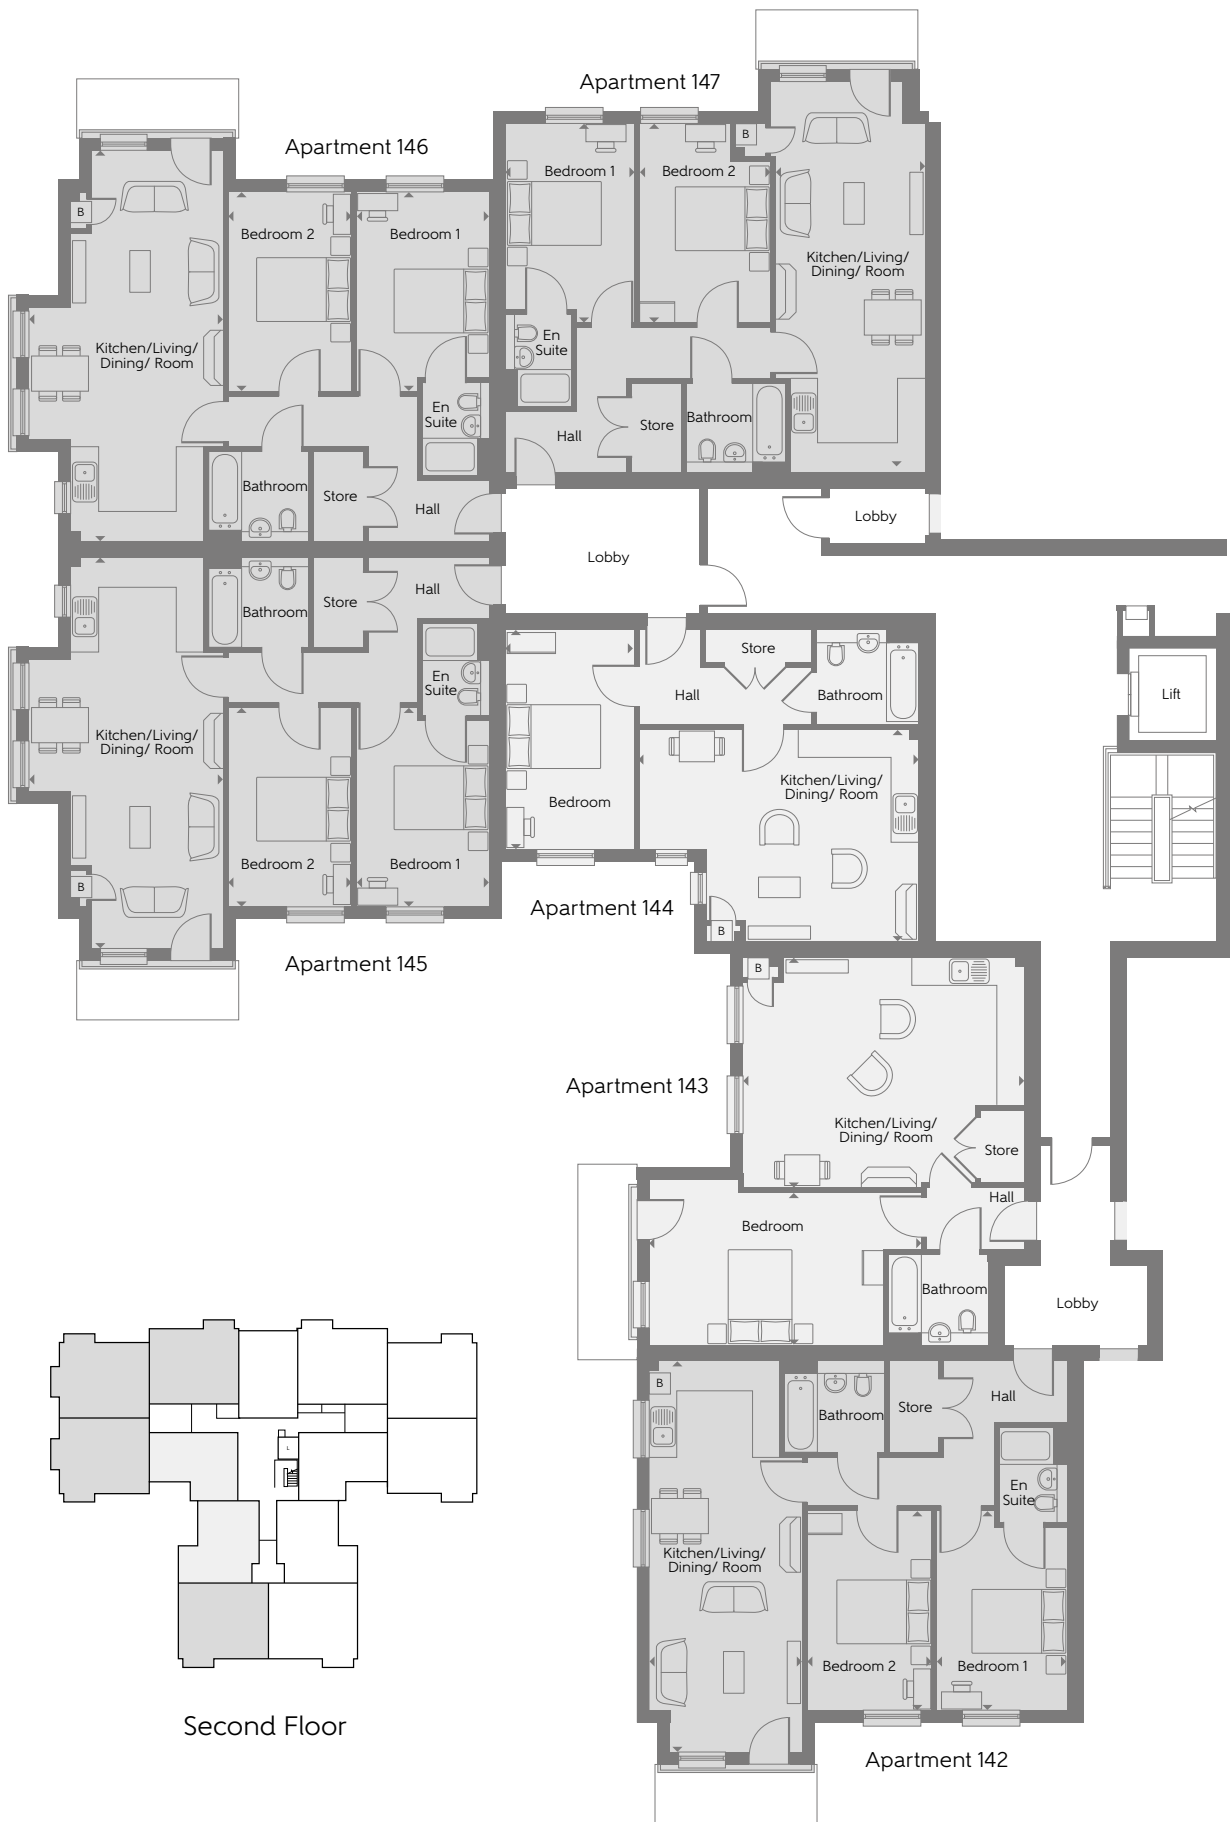 Apartment 147
Apartment 146
B
Bedroom 1
Bedroom 2
Kitchen/Living/
Dining/ Room
En
Suite
Hall
Store
Bathroom
B
Bedroom 2
Bedroom 1
Kitchen/Living/
Dining/ Room
En
Suite
Bathroom
Store
Hall
Lobby
Lobby
Bathroom
Store
Hall
En
Suite
Kitchen/Living/
Dining/ Room
B
Bedroom 2
Bedroom 1
Apartment 145
Store
Hall
Bathroom
Lift
Kitchen/Living/
Dining/ Room
Bedroom
B
Apartment 144
B
Apartment 143
Kitchen/Living/
Dining/ Room
Store
Hall
Bedroom
Bathroom
Lobby
B
Bathroom
Store
Hall
En
Suite
Kitchen/Living/
Dining/ Room
Bedroom 2
Bedroom 1
Apartment 142
L
Second Floor